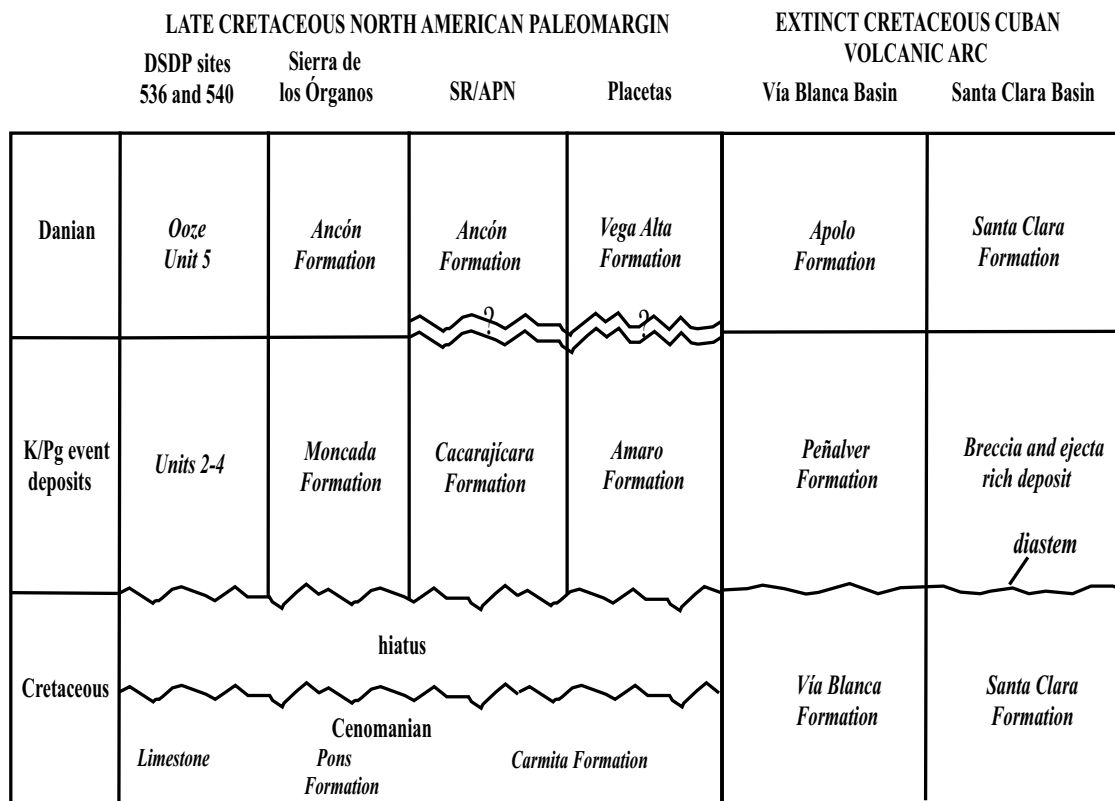 LATE CRETACEOUS NORTH AMERICAN PALEOMARGIN
EXTINCT CRETACEOUS CUBAN
VOLCANIC ARC
DSDP sites
536 and 540
Sierra de
los Órganos
SR/APN
Placetas
Vía Blanca Basin
Santa Clara Basin
Danian
Ooze
Unit 5
Ancón
Formation
Ancón
Formation
Vega Alta
Formation
Apolo
Formation
Santa Clara
Formation
?
?
K/Pg event
deposits
Units 2-4
Moncada
Formation
Cacarajícara
Formation
Amaro
Formation
Peñalver
Formation
Breccia and ejecta
rich deposit
diastem
Cretaceous
hiatus
Cenomanian
Limestone
Pons
Formation
Carmita Formation
Vía Blanca
Formation
Santa Clara
Formation